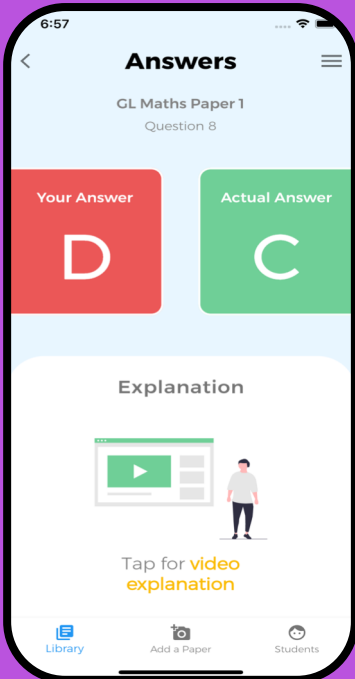 6:57
Answers
GL Maths Paper 1
Question 8
Your Answer
Actual Answer
D
C
Explanation
Tap for video
explanation
Library
Add a Paper
Students